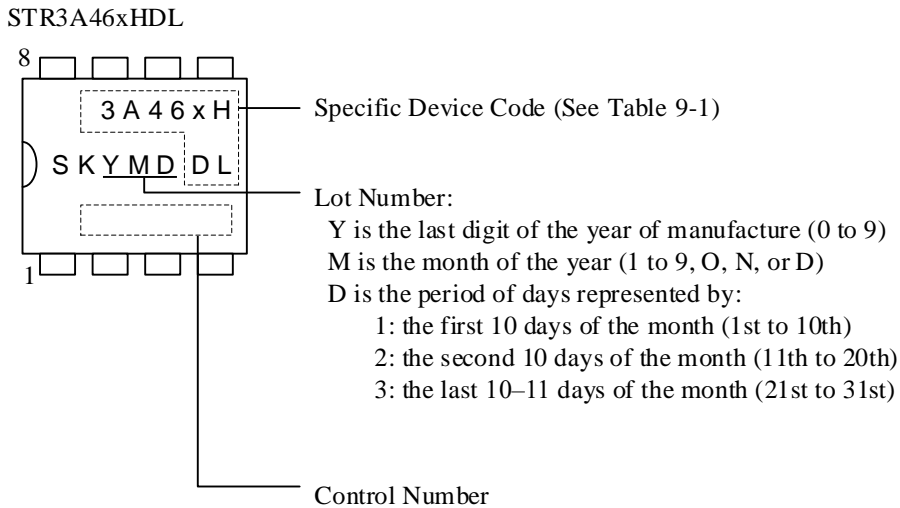 STR3A46xHDL
8
3A46xH
Specific Device Code (See Table 9-1)
SKYMD DL
Lot Number:
Y is the last digit of the year of manufacture (0 to 9)
M is the month of the year (1 to 9, O, N, or D)
D is the period of days represented by:
1: the first 10 days of the month (1st to 10th)
2: the second 10 days of the month (11th to 20th)
3: the last 10–11 days of the month (21st to 31st)
1
Control Number